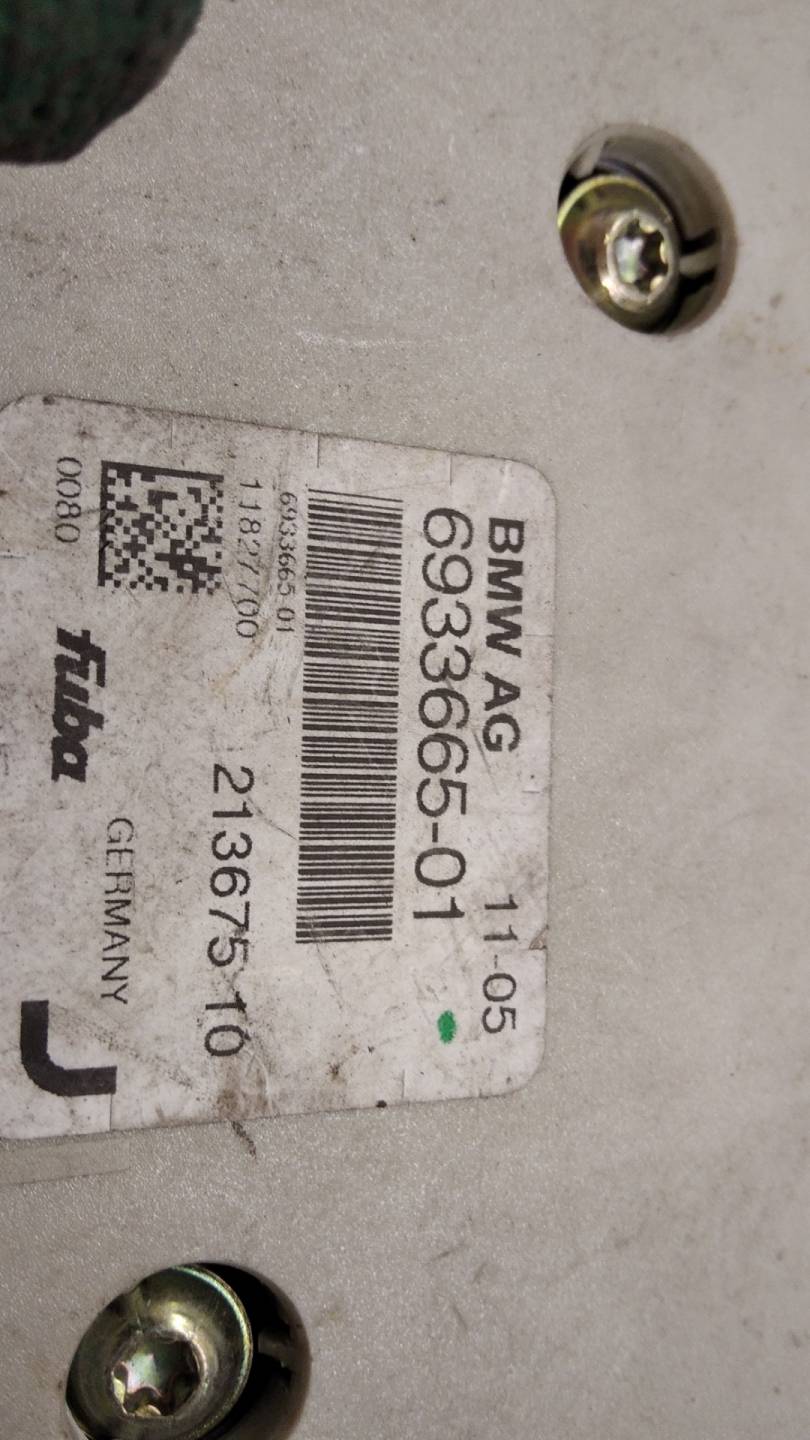 BMW AG 11-05
6933665-01
6933665-01
11827700
213675 10
0080
fuba
GERMANY
J